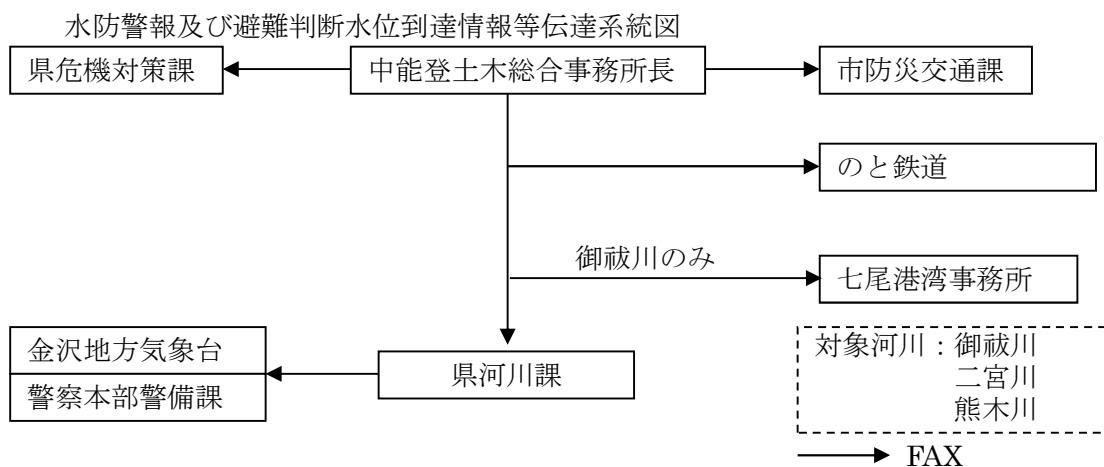 水防警報及び避難判断水位到達情報等伝達系統図
県危機対策課
中能登土木総合事務所長
市防災交通課
のと鉄道
御祓川のみ
七尾港湾事務所
金沢地方気象台
警察本部警備課
県河川課
対象河川：御祓川
二宮川
熊木川
FAX